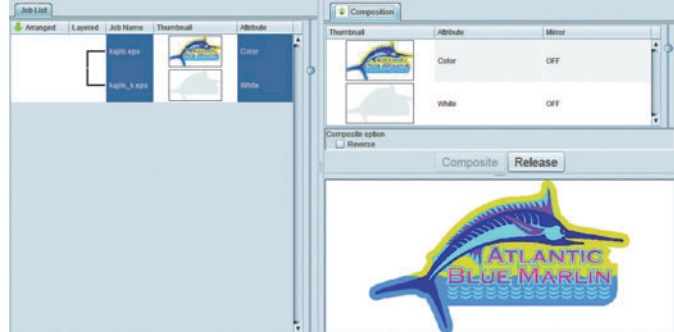 Job List
Arranged Layered Job Name Thumbnail Attribute
kajiki.eps Color
kajiki_k.eps White
Composition
Thumbnail Attribute Mirror
Color OFF
White OFF
Composite option
Reverse
Composite Release
ATLANTIC
BLUE MARLIN